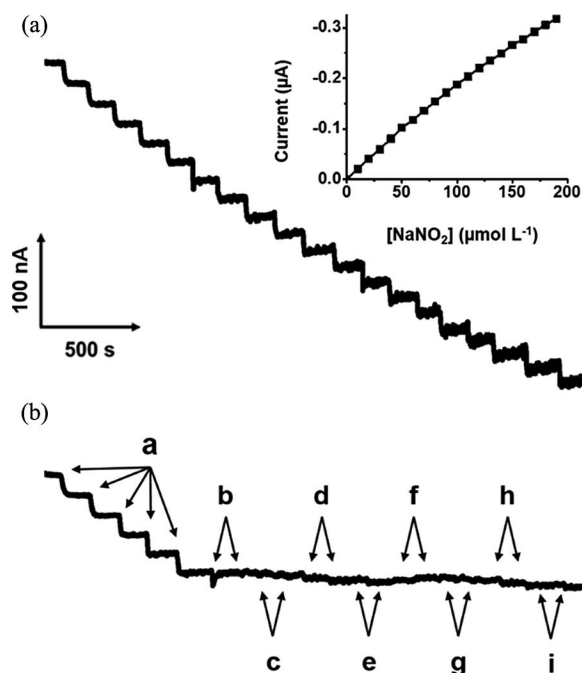 (a)
-0.3
-0.2
-0.1
0.0
Current (µA)
0 50 100 150 200
[NaNO₂] (µmol L⁻¹)
100 nA
500 s
(b)
a
b d f h
c e g i